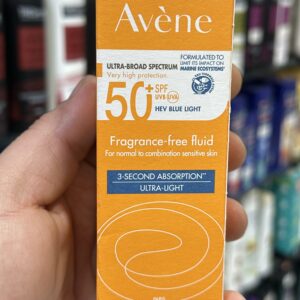 Avène
ULTRA-BROAD SPECTRUM
Very high protection
FORMULATED TO
LIMIT ITS IMPACT ON
MARINE ECOSYSTEMS
50+ SPF
UVB UVA
HEV BLUE LIGHT
Fragrance-free fluid
For normal to combination sensitive skin
3-SECOND ABSORPTION
ULTRA-LIGHT